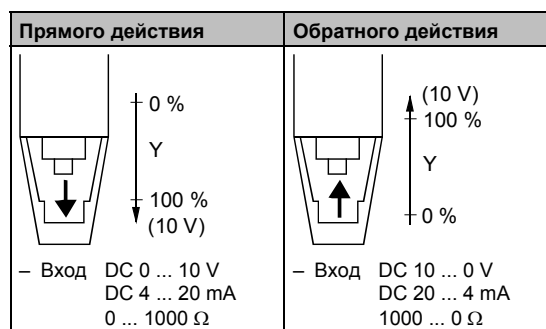 Прямого действия
0 %
Y
100 %
(10 V)
– Вход DC 0 ... 10 V
DC 4 ... 20 mA
0 ... 1000 Ω
Обратного действия
(10 V)
100 %
Y
0 %
– Вход DC 10 ... 0 V
DC 20 ... 4 mA
1000 ... 0 Ω